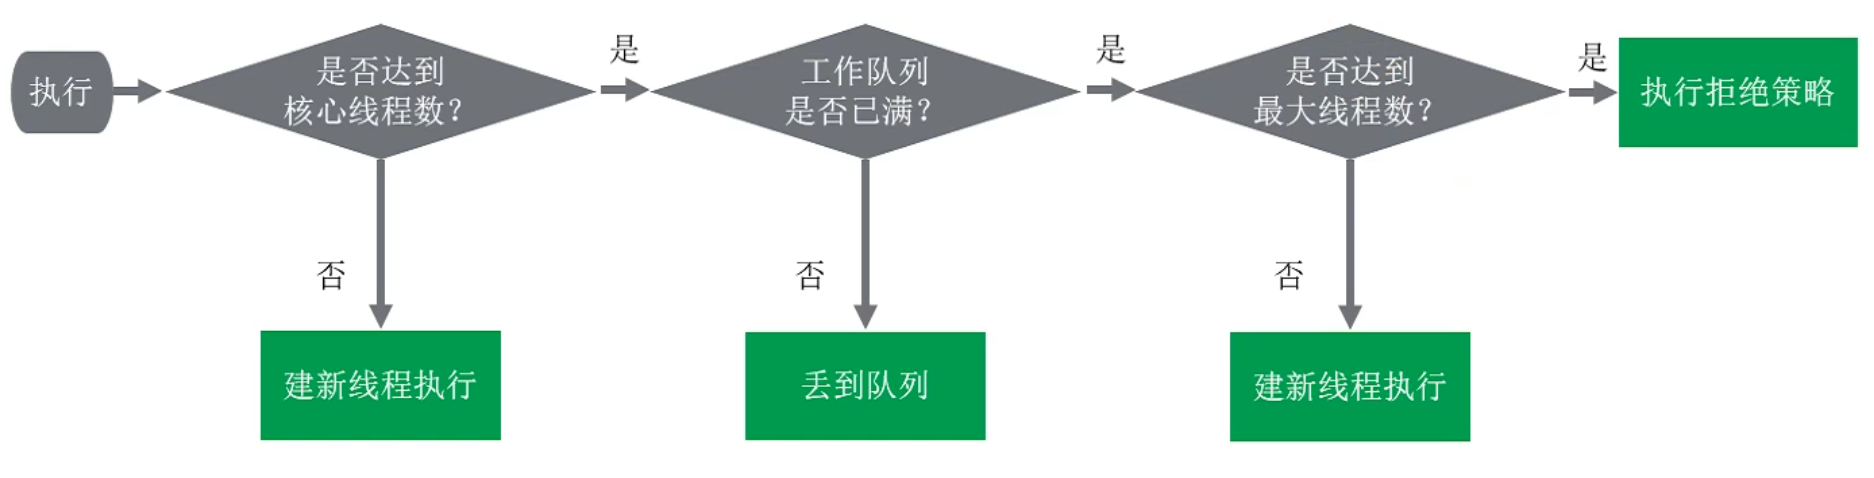 执行
是否达到
核心线程数？
是
工作队列
是否已满？
是
是否达到
最大线程数？
是
执行拒绝策略
否
否
否
建新线程执行
丢到队列
建新线程执行